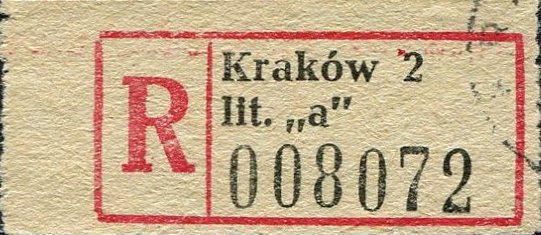 R
Kraków 2
lit. „a"
008072